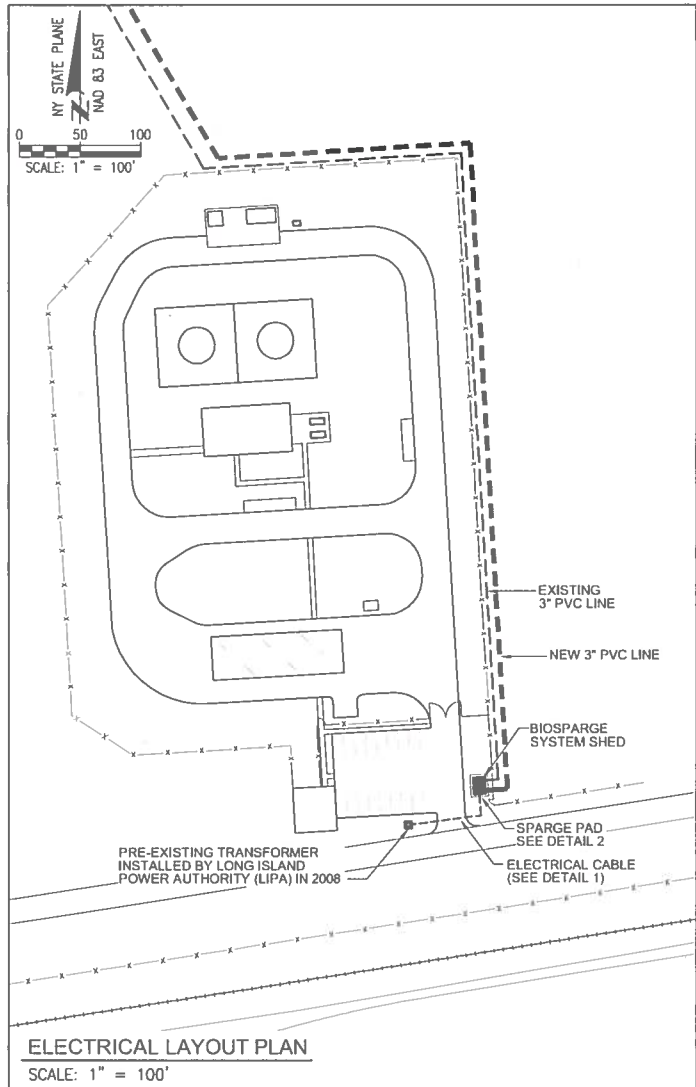 NY STATE PLANE
NAD 83 EAST
N
0 50 100
SCALE: 1" = 100'
EXISTING
3" PVC LINE
NEW 3" PVC LINE
BIOSPARGE
SYSTEM SHED
SPARGE PAD
SEE DETAIL 2
ELECTRICAL CABLE
(SEE DETAIL 1)
PRE-EXISTING TRANSFORMER
INSTALLED BY LONG ISLAND
POWER AUTHORITY (LIPA) IN 2008
ELECTRICAL LAYOUT PLAN
SCALE: 1" = 100'